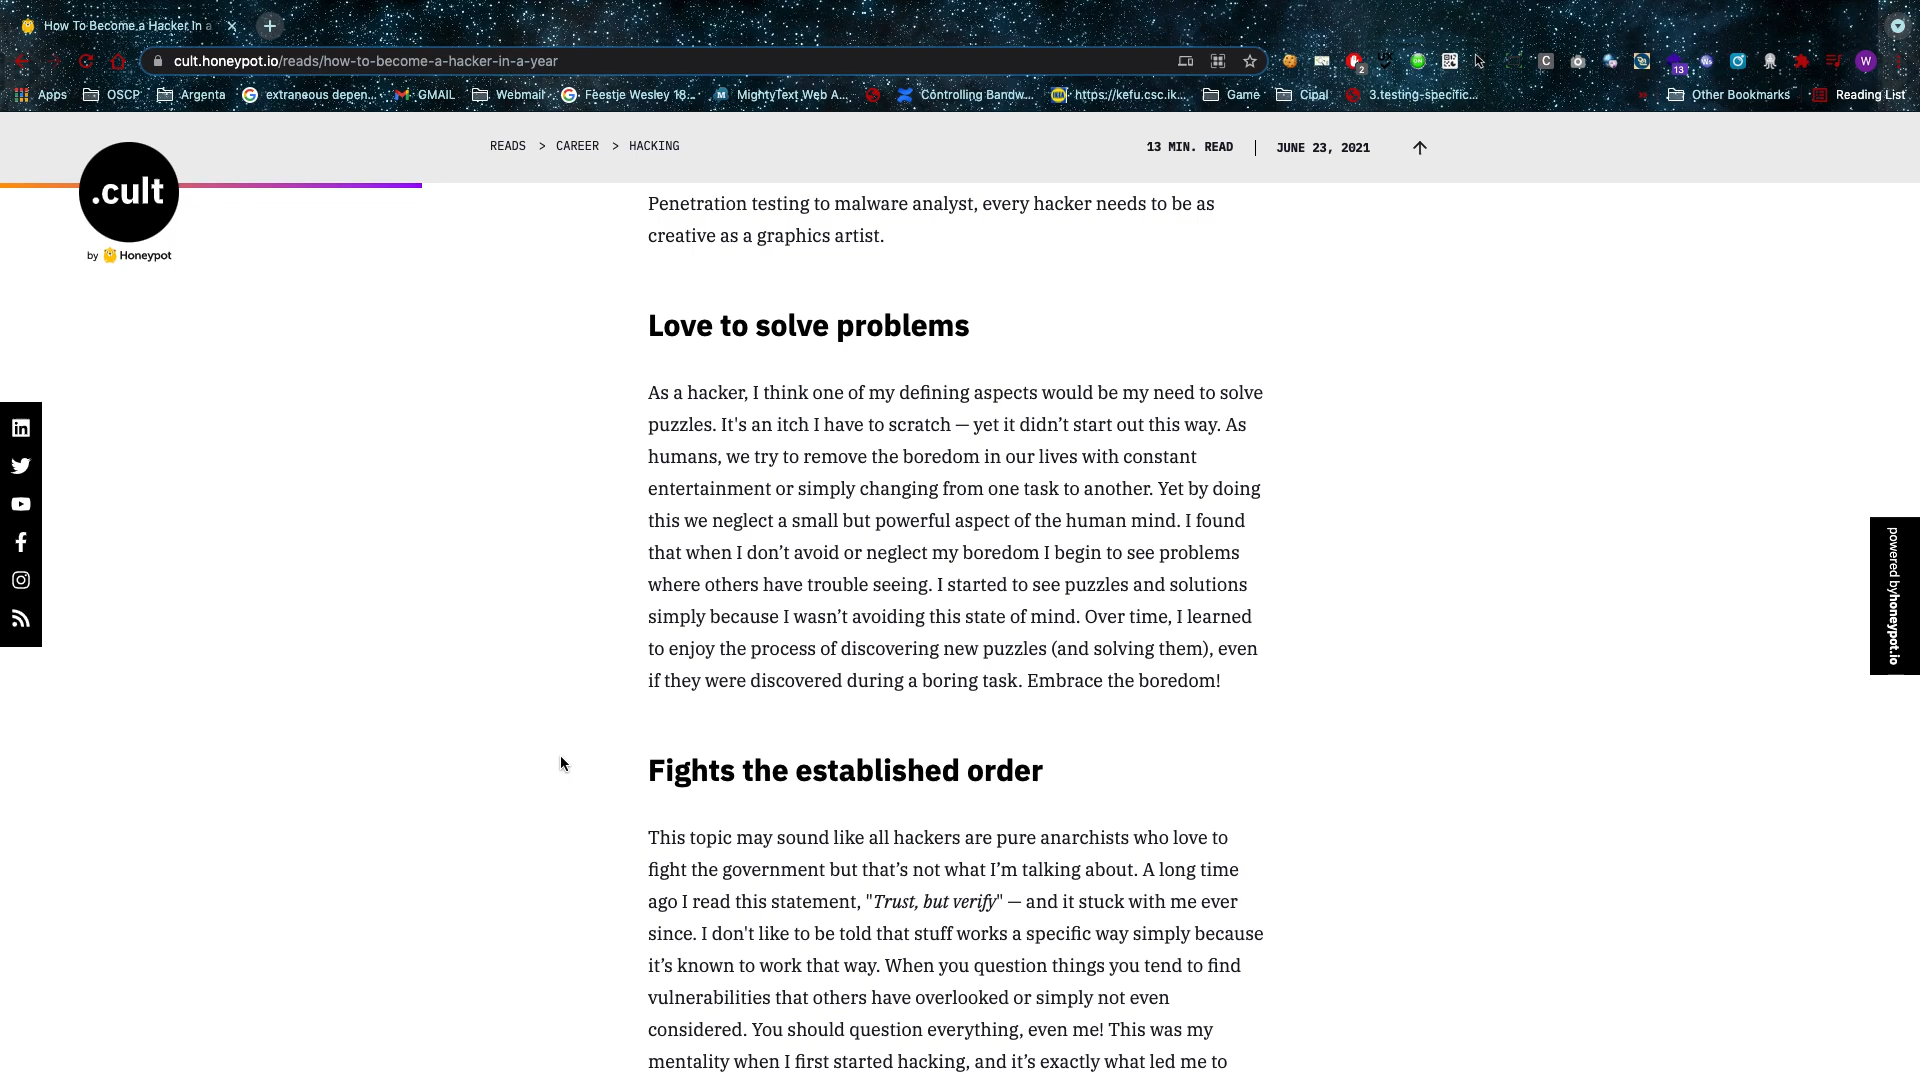 How To Become a Hacker In a
cult.honeypot.io/reads/how-to-become-a-hacker-in-a-year
2
13
W
Apps
OSCP
Argenta
extraneous depen...
GMAIL
Webmail
Feestje Wesley 18...
MightyText Web A...
Controlling Bandw...
https://kefu.csc.ik...
Game
Cipal
3.testing-specific...
Other Bookmarks
Reading List
.cult
by Honeypot
READS > CAREER > HACKING
13 MIN. READ | JUNE 23, 2021
Penetration testing to malware analyst, every hacker needs to be as
creative as a graphics artist.
Love to solve problems
As a hacker, I think one of my defining aspects would be my need to solve
puzzles. It's an itch I have to scratch — yet it didn’t start out this way. As
humans, we try to remove the boredom in our lives with constant
entertainment or simply changing from one task to another. Yet by doing
this we neglect a small but powerful aspect of the human mind. I found
that when I don’t avoid or neglect my boredom I begin to see problems
where others have trouble seeing. I started to see puzzles and solutions
simply because I wasn’t avoiding this state of mind. Over time, I learned
to enjoy the process of discovering new puzzles (and solving them), even
if they were discovered during a boring task. Embrace the boredom!
Fights the established order
This topic may sound like all hackers are pure anarchists who love to
fight the government but that’s not what I’m talking about. A long time
ago I read this statement, "Trust, but verify" — and it stuck with me ever
since. I don't like to be told that stuff works a specific way simply because
it’s known to work that way. When you question things you tend to find
vulnerabilities that others have overlooked or simply not even
considered. You should question everything, even me! This was my
mentality when I first started hacking, and it’s exactly what led me to
powered by honeypot.io